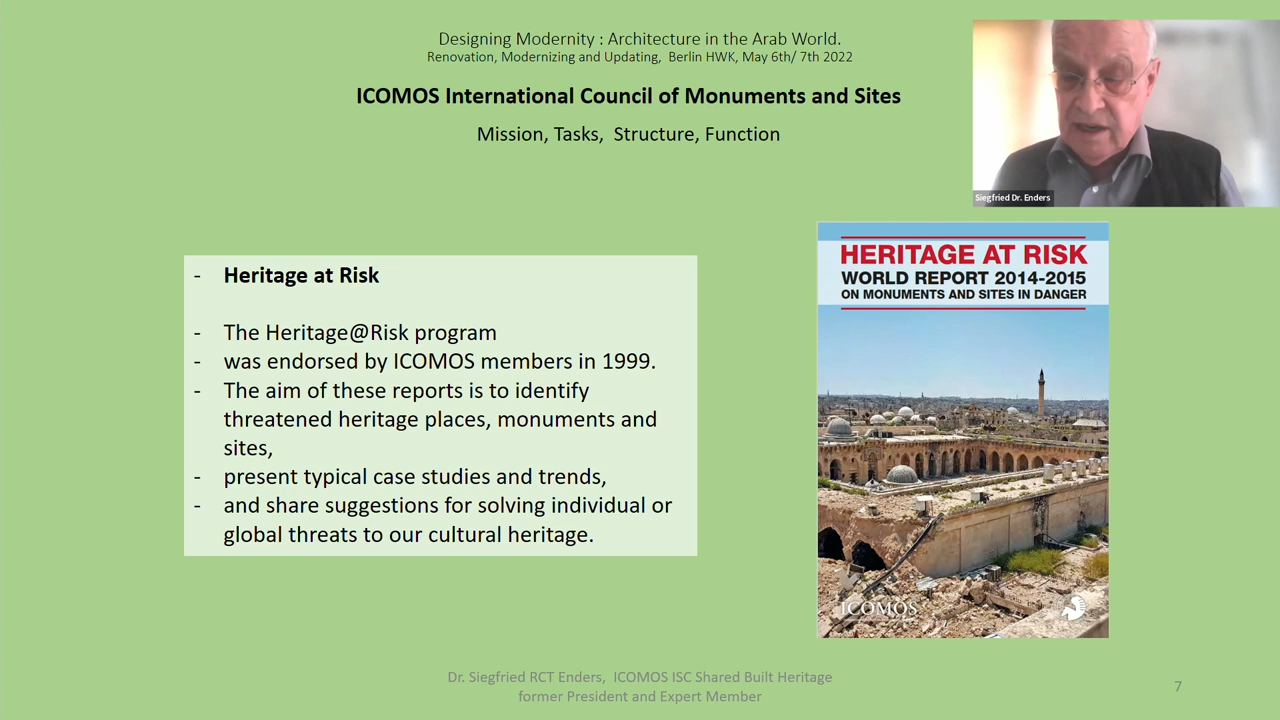 Designing Modernity : Architecture in the Arab World.
Renovation, Modernizing and Updating, Berlin HWK, May 6th/ 7th 2022
ICOMOS International Council of Monuments and Sites
Mission, Tasks, Structure, Function
Siegfried Dr. Enders
- Heritage at Risk
- The Heritage@Risk program
- was endorsed by ICOMOS members in 1999.
- The aim of these reports is to identify
threatened heritage places, monuments and
sites,
- present typical case studies and trends,
- and share suggestions for solving individual or
global threats to our cultural heritage.
HERITAGE AT RISK
WORLD REPORT 2014-2015
ON MONUMENTS AND SITES IN DANGER
ICOMOS
Dr. Siegfried RCT Enders, ICOMOS ISC Shared Built Heritage
former President and Expert Member
7